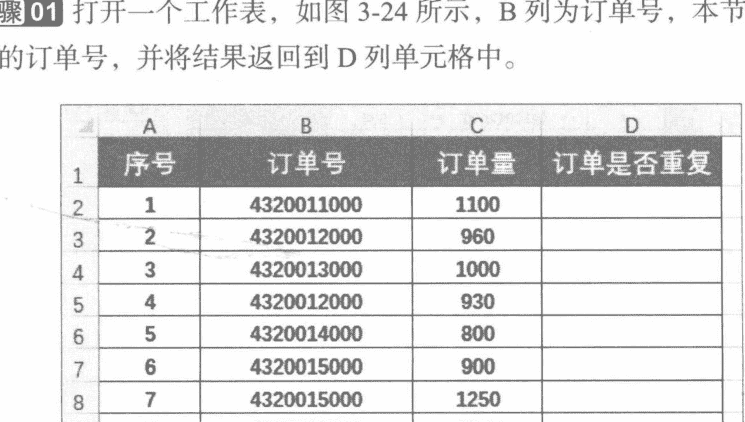 骤 01 打开一个工作表，如图 3-24 所示，B 列为订单号，本节
的订单号，并将结果返回到 D 列单元格中。
A B C D
1 序号 订单号 订单量 订单是否重复
2 1 4320011000 1100
3 2 4320012000 960
4 3 4320013000 1000
5 4 4320012000 930
6 5 4320014000 800
7 6 4320015000 900
8 7 4320015000 1250